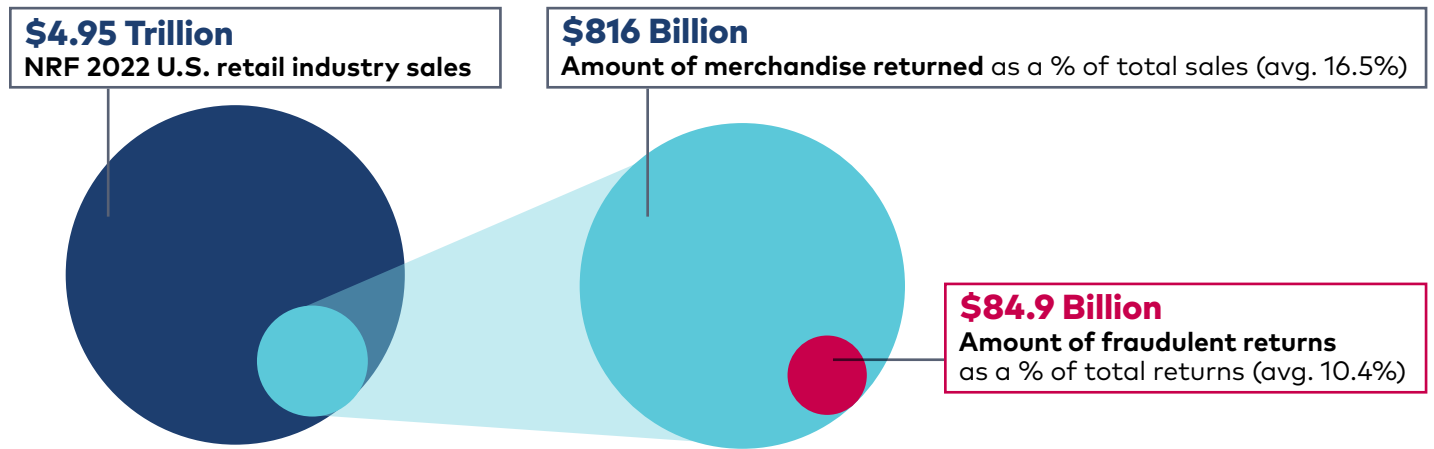 $4.95 Trillion
NRF 2022 U.S. retail industry sales
$816 Billion
Amount of merchandise returned as a % of total sales (avg. 16.5%)
$84.9 Billion
Amount of fraudulent returns
as a % of total returns (avg. 10.4%)